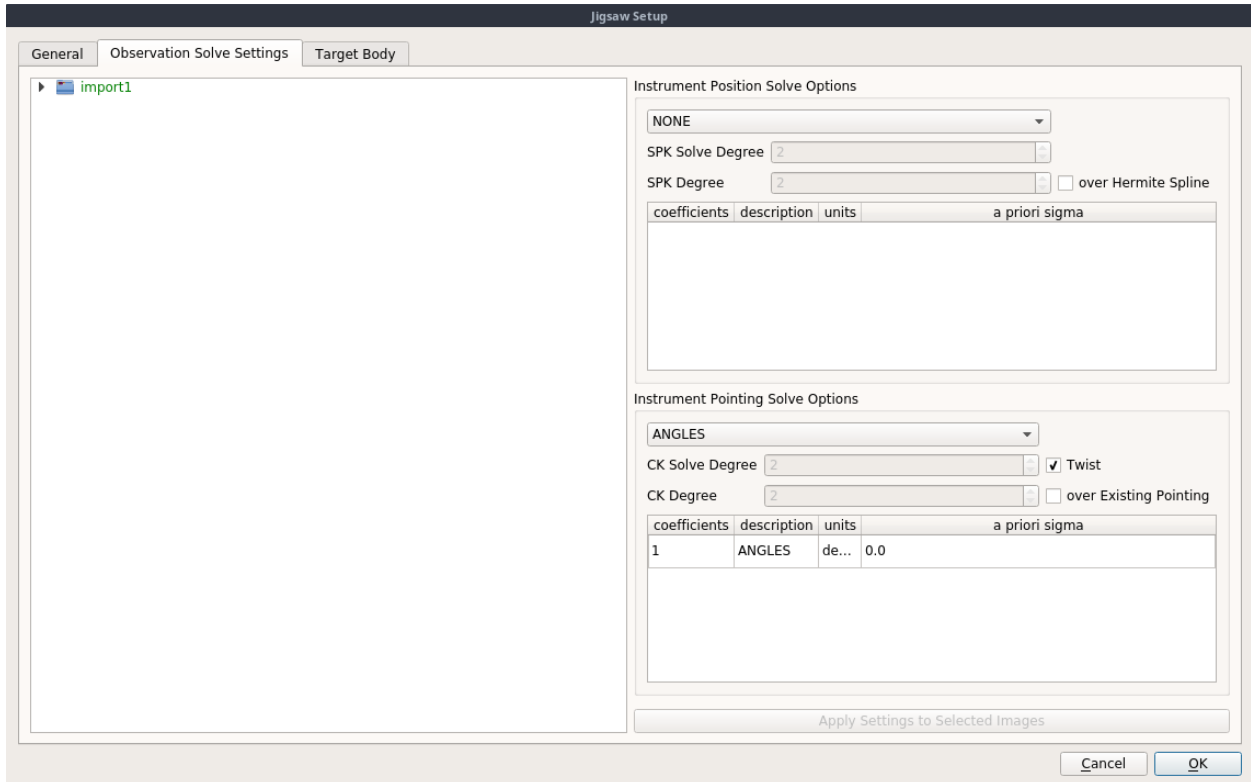 Jigsaw Setup
General Observation Solve Settings Target Body
import1
Instrument Position Solve Options
NONE
SPK Solve Degree 2
SPK Degree 2 over Hermite Spline
coefficients description units a priori sigma
Instrument Pointing Solve Options
ANGLES
CK Solve Degree 2 Twist
CK Degree 2 over Existing Pointing
coefficients description units a priori sigma
1 ANGLES de... 0.0
Apply Settings to Selected Images
Cancel OK